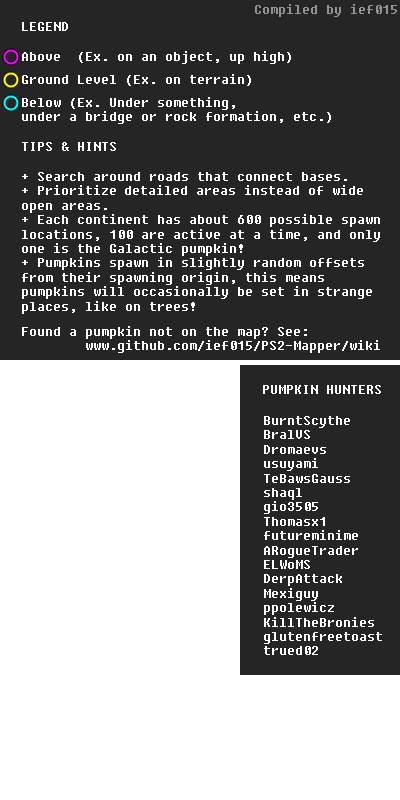 Compiled by ief015
LEGEND
Above (Ex. on an object, up high)
Ground Level (Ex. on terrain)
Below (Ex. Under something,
under a bridge or rock formation, etc.)
TIPS & HINTS
+ Search around roads that connect bases.
+ Prioritize detailed areas instead of wide
open areas.
+ Each continent has about 600 possible spawn
locations, 100 are active at a time, and only
one is the Galactic pumpkin!
+ Pumpkins spawn in slightly random offsets
from their spawning origin, this means
pumpkins will occasionally be set in strange
places, like on trees!
Found a pumpkin not on the map? See:
www.github.com/ief015/PS2-Mapper/wiki
PUMPKIN HUNTERS
BurntScythe
BralVS
Dromaevs
usuyami
TeBawsGauss
shaql
gio3505
Thomasx1
futureminime
ARogueTrader
ELWoMS
DerpAttack
Mexiguy
ppolewicz
KillTheBronies
glutenfreetoast
trued02